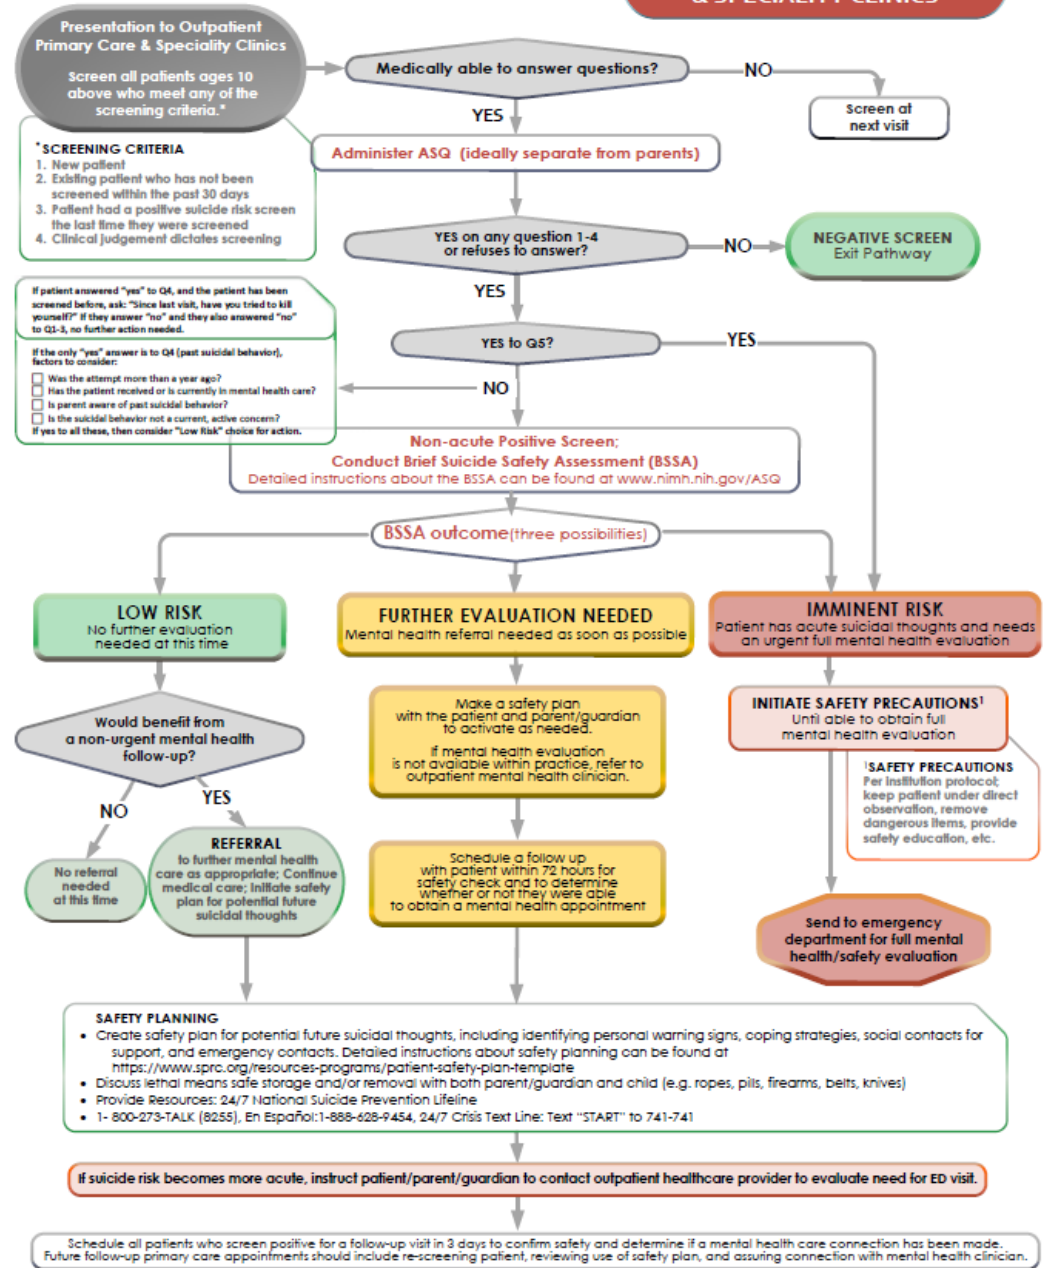 & SPECIALITY CLINICS
Presentation to Outpatient
Primary Care & Speciality Clinics
Screen all patients ages 10
above who meet any of the
screening criteria.*
Medically able to answer questions?
NO
Screen at
next visit
YES
*SCREENING CRITERIA
1. New patient
2. Existing patient who has not been
screened within the past 30 days
3. Patient had a positive suicide risk screen
the last time they were screened
4. Clinical judgement dictates screening
Administer ASQ (ideally separate from parents)
YES on any question 1-4
or refuses to answer?
NO
NEGATIVE SCREEN
Exit Pathway
YES
If patient answered "yes" to Q4, and the patient has been
screened before, ask: "Since last visit, have you tried to kill
yourself?" If they answer "no" and they also answered "no"
to Q1-3, no further action needed.
YES to Q5?
YES
If the only "yes" answer is to Q4 (past suicidal behavior),
factors to consider:
Was the attempt more than a year ago?
Has the patient received or is currently in mental health care?
Is parent aware of past suicidal behavior?
Is the suicidal behavior not a current, active concern?
If yes to all these, then consider "Low Risk" choice for action.
NO
Non-acute Positive Screen;
Conduct Brief Suicide Safety Assessment (BSSA)
Detailed instructions about the BSSA can be found at www.nimh.nih.gov/ASQ
BSSA outcome(three possibilities)
LOW RISK
No further evaluation
needed at this time
FURTHER EVALUATION NEEDED
Mental health referral needed as soon as possible
IMMINENT RISK
Patient has acute suicidal thoughts and needs
an urgent full mental health evaluation
Would benefit from
a non-urgent mental health
follow-up?
Make a safety plan
with the patient and parent/guardian
to activate as needed.
If mental health evaluation
is not available within practice, refer to
outpatient mental health clinician.
INITIATE SAFETY PRECAUTIONS¹
Until able to obtain full
mental health evaluation
¹SAFETY PRECAUTIONS
Per institution protocol;
keep patient under direct
observation, remove
dangerous items, provide
safety education, etc.
NO
YES
No referral
needed
at this time
REFERRAL
to further mental health
care as appropriate; Continue
medical care; Initiate safety
plan for potential future
suicidal thoughts
Schedule a follow up
with patient within 72 hours for
safety check and to determine
whether or not they were able
to obtain a mental health appointment
Send to emergency
department for full mental
health/safety evaluation
SAFETY PLANNING
• Create safety plan for potential future suicidal thoughts, including identifying personal warning signs, coping strategies, social contacts for
support, and emergency contacts. Detailed instructions about safety planning can be found at
https://www.sprc.org/resources-programs/patient-safety-plan-template
• Discuss lethal means safe storage and/or removal with both parent/guardian and child (e.g. ropes, pills, firearms, belts, knives)
• Provide Resources: 24/7 National Suicide Prevention Lifeline
• 1- 800-273-TALK (8255), En Español:1-888-628-9454, 24/7 Crisis Text Line: Text "START" to 741-741
If suicide risk becomes more acute, instruct patient/parent/guardian to contact outpatient healthcare provider to evaluate need for ED visit.
Schedule all patients who screen positive for a follow-up visit in 3 days to confirm safety and determine if a mental health care connection has been made.
Future follow-up primary care appointments should include re-screening patient, reviewing use of safety plan, and assuring connection with mental health clinician.